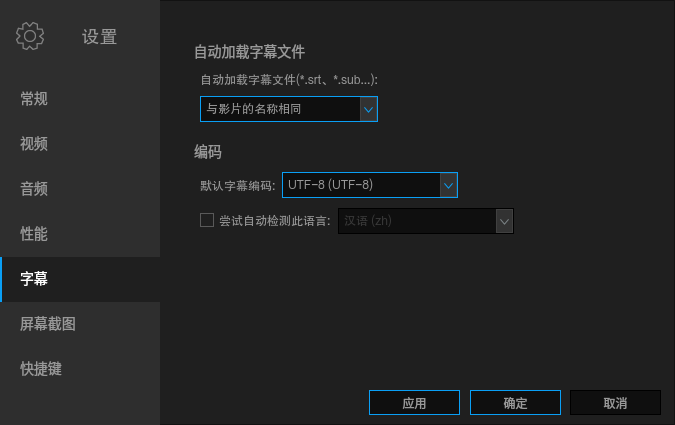 设置
常规
视频
音频
性能
字幕
屏幕截图
快捷键
自动加载字幕文件
自动加载字幕文件(*.srt、*.sub...):
与影片的名称相同
编码
默认字幕编码: UTF-8 (UTF-8)
尝试自动检测此语言: 汉语 (zh)
应用 确定 取消